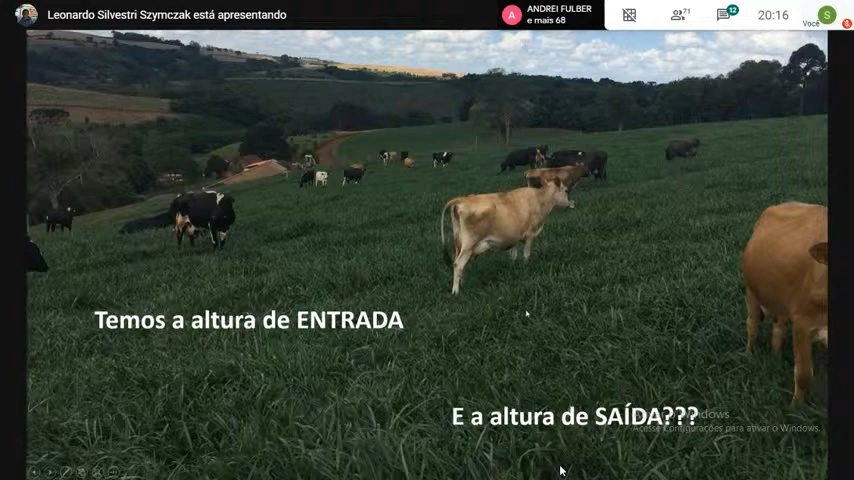 Leonardo Silvestri Szymczak está apresentando
A
ANDREI FULBER
e mais 68
71
12
20:16
Você
S
Temos a altura de ENTRADA
E a altura de SAÍDA???
Windows
Acesse Configurações para ativar o Windows.